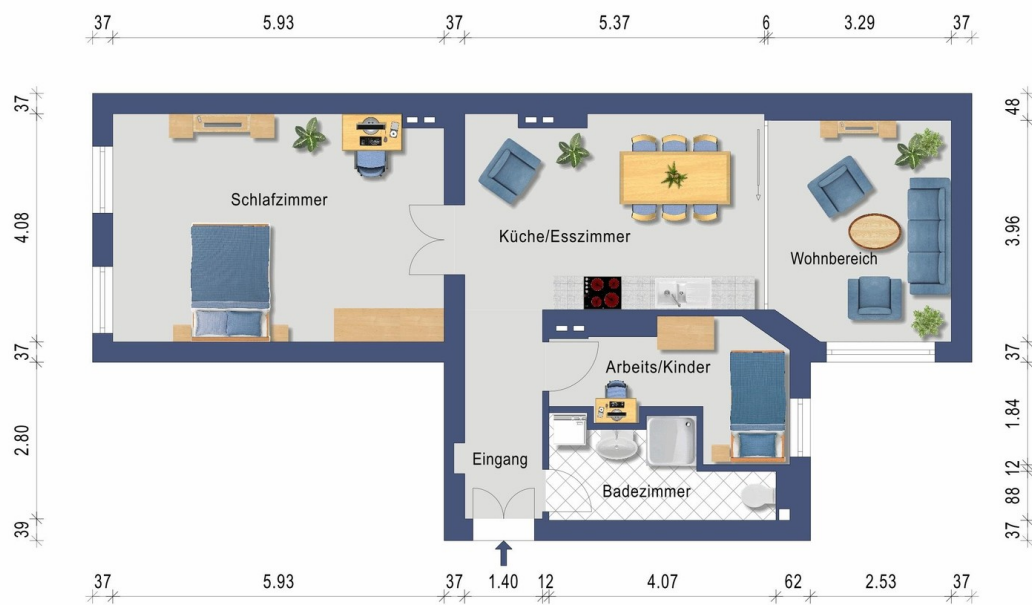 37 5.93 37 5.37 6 3.29 37
37 4.08 37 2.80 39
48 3.96 37 1.84 12 88 37
Schlafzimmer
Küche/Esszimmer
Wohnbereich
Arbeits/Kinder
Eingang
Badezimmer
37 5.93 37 1.40 12 4.07 62 2.53 37